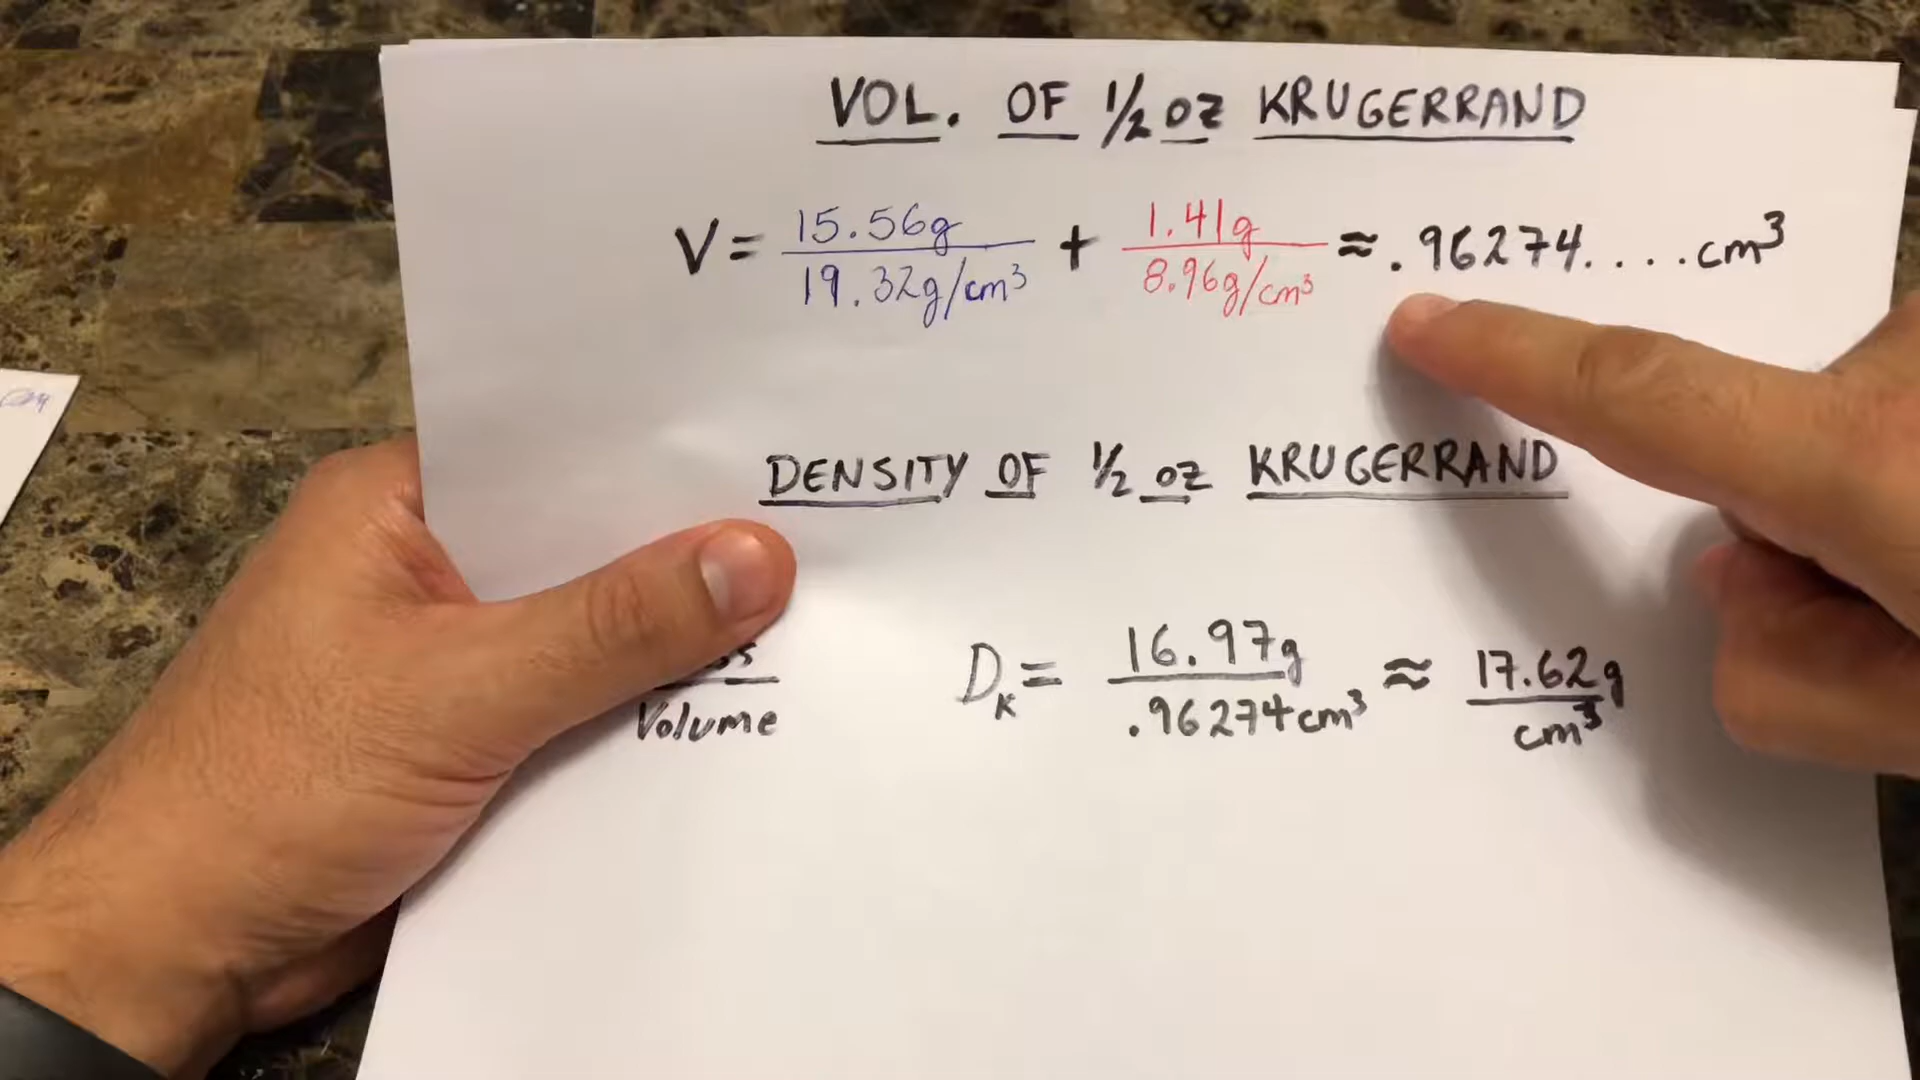 VOL. OF 1/2 oz KRUGERRAND
V = 15.56g / 19.32g/cm³ + 1.41g / 8.96g/cm³ ≈ .96274.... cm³
DENSITY OF 1/2 oz KRUGERRAND
Volume
Dₖ = 16.97g / .96274cm³ ≈ 17.62g / cm³